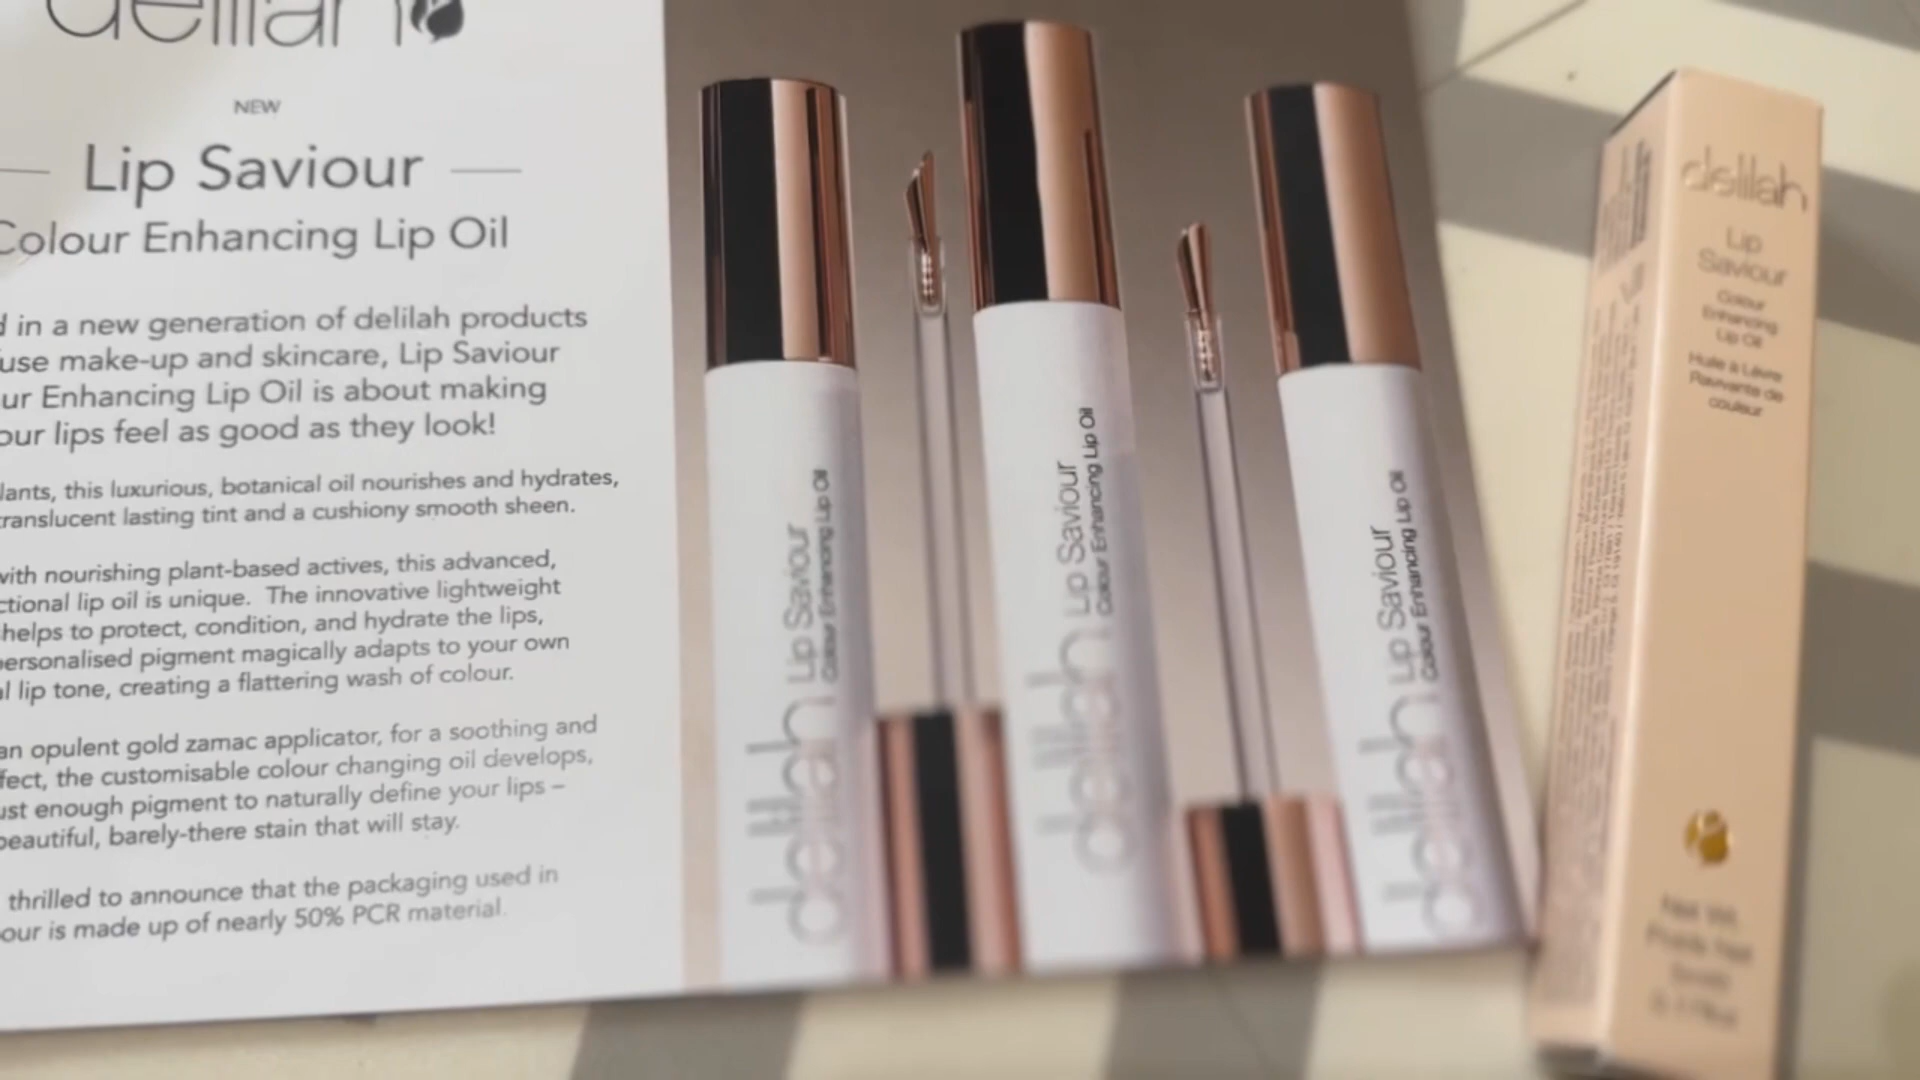 delilah
NEW
Lip Saviour
Colour Enhancing Lip Oil
in a new generation of delilah products
use make-up and skincare, Lip Saviour
ur Enhancing Lip Oil is about making
our lips feel as good as they look!
lants, this luxurious, botanical oil nourishes and hydrates,
translucent lasting tint and a cushiony smooth sheen.
with nourishing plant-based actives, this advanced,
ctional lip oil is unique. The innovative lightweight
helps to protect, condition, and hydrate the lips,
personalised pigment magically adapts to your own
al lip tone, creating a flattering wash of colour.
an opulent gold zamac applicator, for a soothing and
fect, the customisable colour changing oil develops,
ust enough pigment to naturally define your lips –
beautiful, barely-there stain that will stay.
thrilled to announce that the packaging used in
our is made up of nearly 50% PCR material.
delilah Lip Saviour
Colour Enhancing Lip Oil
delilah Lip Saviour
Colour Enhancing Lip Oil
delilah Lip Saviour
Colour Enhancing Lip Oil
delilah
Lip
Saviour
Colour
Enhancing
Lip Oil
Huile à Lèvre
Ravivante de
couleur
Net Wt.
Poids Net